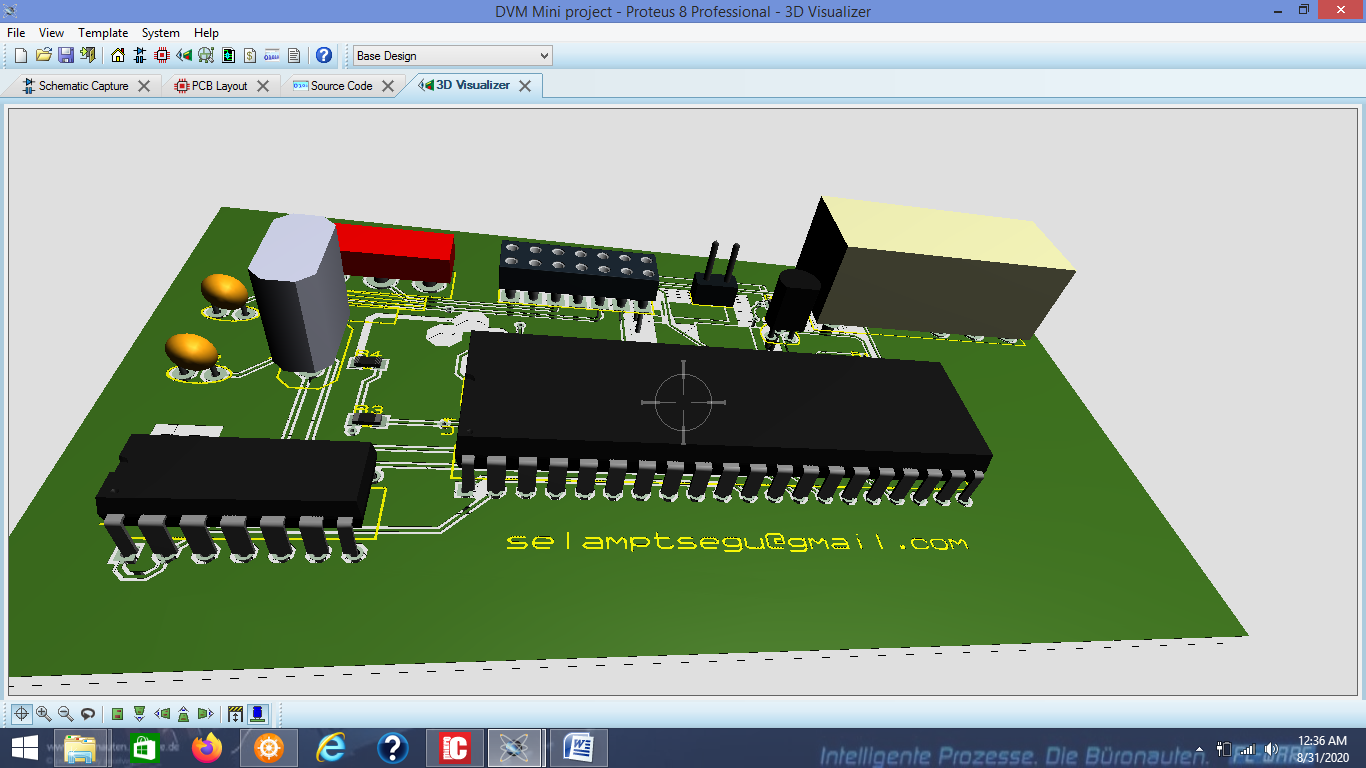 DVM Mini project - Proteus 8 Professional - 3D Visualizer
File View Template System Help
Base Design
Schematic Capture PCB Layout Source Code 3D Visualizer
selamptsegu@gmail.com
Intelligente Prozesse. Die Büronauten.
12:36 AM
8/31/2020